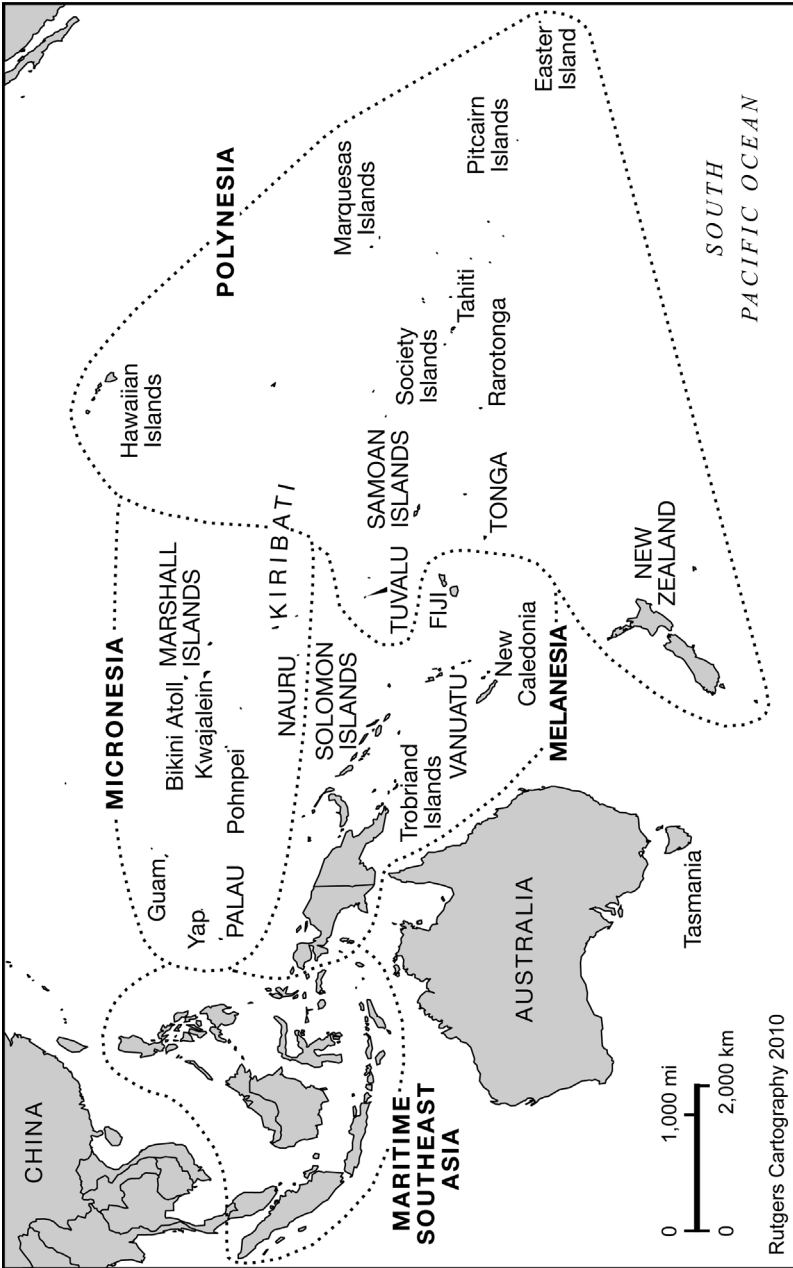 CHINA
MARITIME
SOUTHEAST
ASIA
MICRONESIA
Guam
Yap
PALAU
Bikini Atoll
Kwajalein
Pohnpei
MARSHALL
ISLANDS
NAURU
KIRIBATI
SOLOMON
ISLANDS
Trobriand
Islands
VANUATU
New
Caledonia
MELANESIA
TUVALU
FIJI
POLYNESIA
Hawaiian
Islands
SAMOAN
ISLANDS
TONGA
Society
Islands
Tahiti
Rarotonga
Marquesas
Islands
Pitcairn
Islands
Easter
Island
AUSTRALIA
Tasmania
NEW
ZEALAND
SOUTH
PACIFIC OCEAN
0 1,000 mi
0 2,000 km
Rutgers Cartography 2010